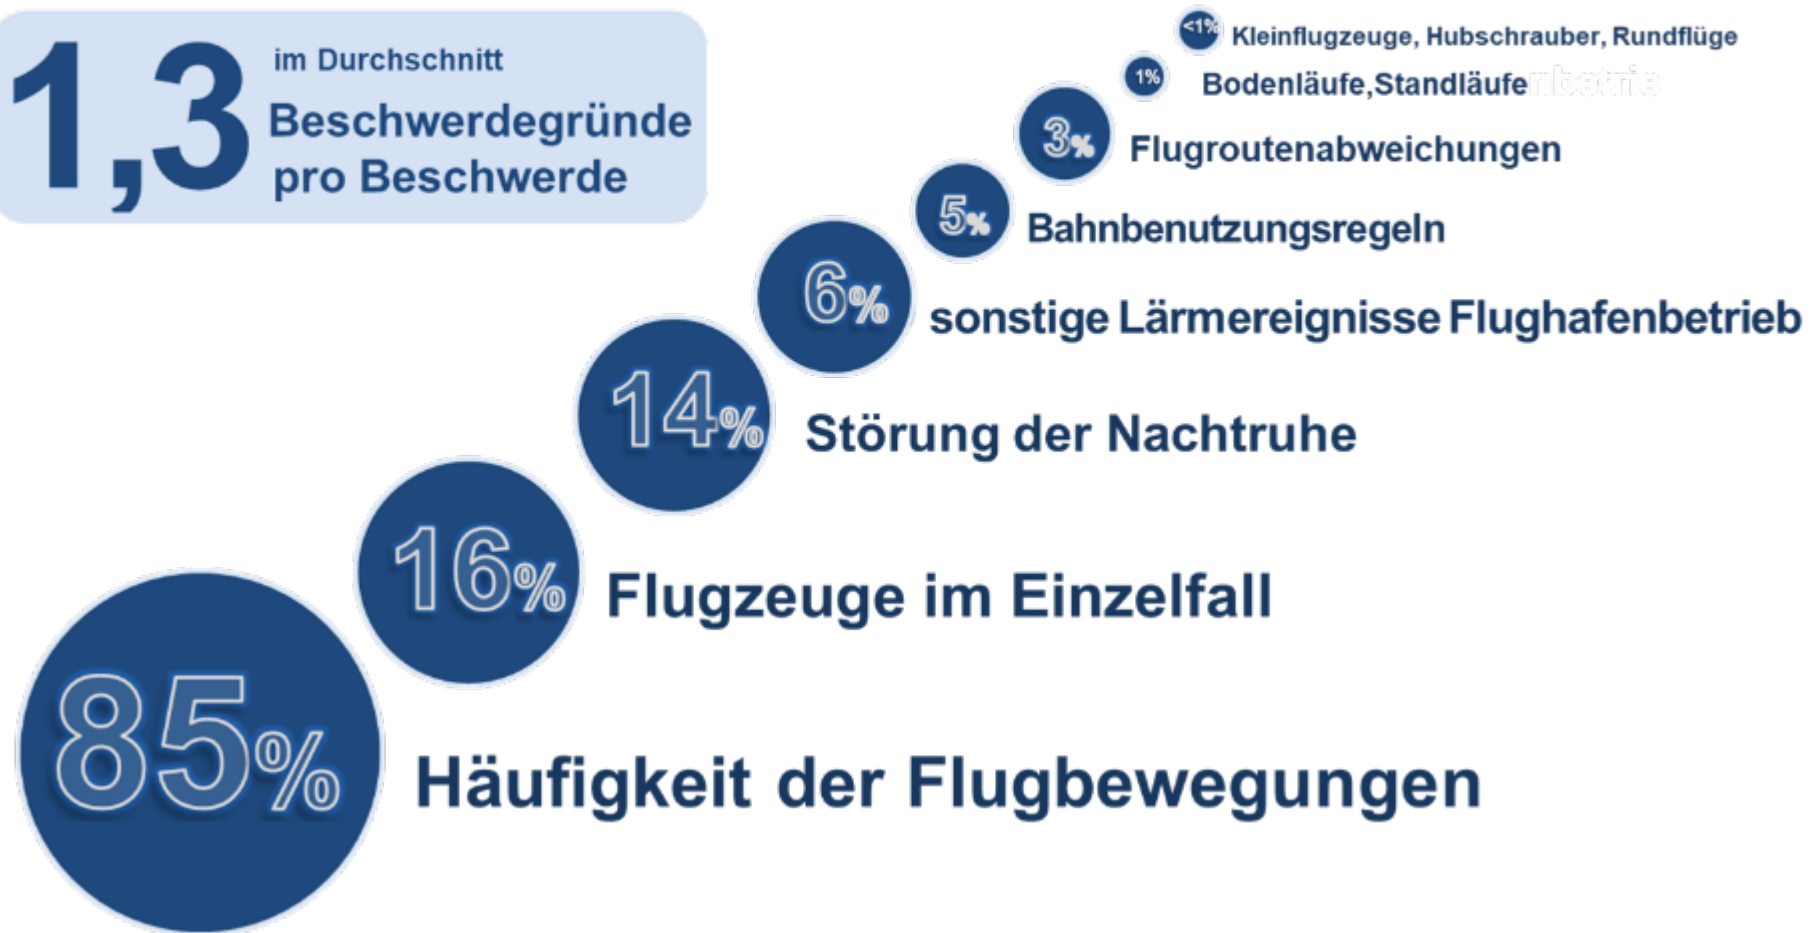 1,3
im Durchschnitt
Beschwerdegründe
pro Beschwerde
<1% Kleinflugzeuge, Hubschrauber, Rundflüge
1% Bodenläufe,Standläufe
3% Flugroutenabweichungen
5% Bahnbenutzungsregeln
6% sonstige Lärmereignisse Flughafenbetrieb
14% Störung der Nachtruhe
16% Flugzeuge im Einzelfall
85% Häufigkeit der Flugbewegungen